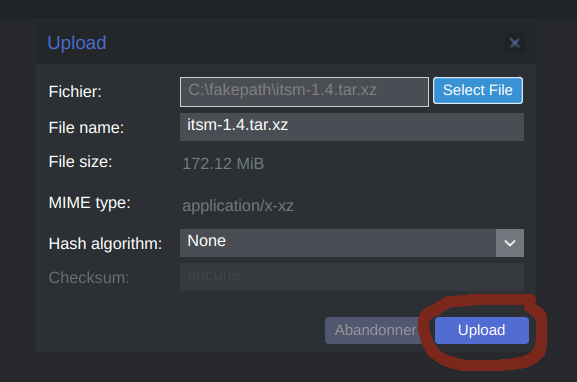 Upload
Fichier: C:\fakepath\itsm-1.4.tar.xz Select File
File name: itsm-1.4.tar.xz
File size: 172.12 MiB
MIME type: application/x-xz
Hash algorithm: None
Checksum: aucune
Abandonner Upload